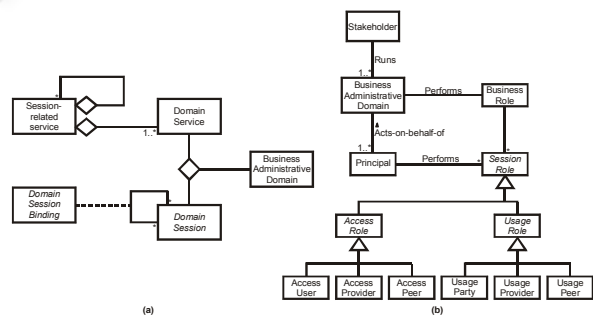 Session-
related
service
*
1..*
Domain
Service
Business
Administrative
Domain
Domain
Session
Binding
*
*
Domain
Session
(a)
Stakeholder
Runs
1..*
Business
Administrative
Domain
Performs
Business
Role
Acts-on-behalf-of
1..*
Principal
Performs
*
*
Session
Role
Access
Role
Usage
Role
Access
User
Access
Provider
Access
Peer
Usage
Party
Usage
Provider
Usage
Peer
(b)